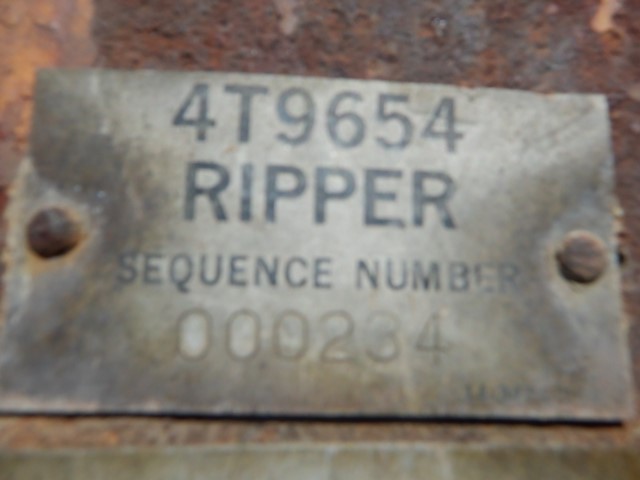 4T9654
RIPPER
SEQUENCE NUMBER
000234